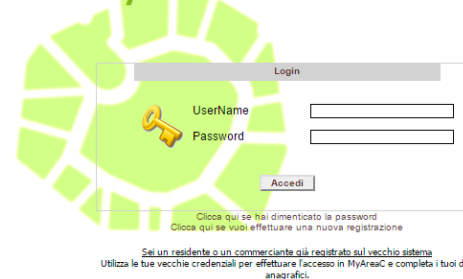 Login
UserName
Password
Accedi
Clicca qui se hai dimenticato la password
Clicca qui se vuoi effettuare una nuova registrazione
Sei un residente o un commerciante già registrato sul vecchio sistema
Utilizza le tue vecchie credenziali per effettuare l'accesso in MyAreaC e completa i tuoi d
anagrafici.